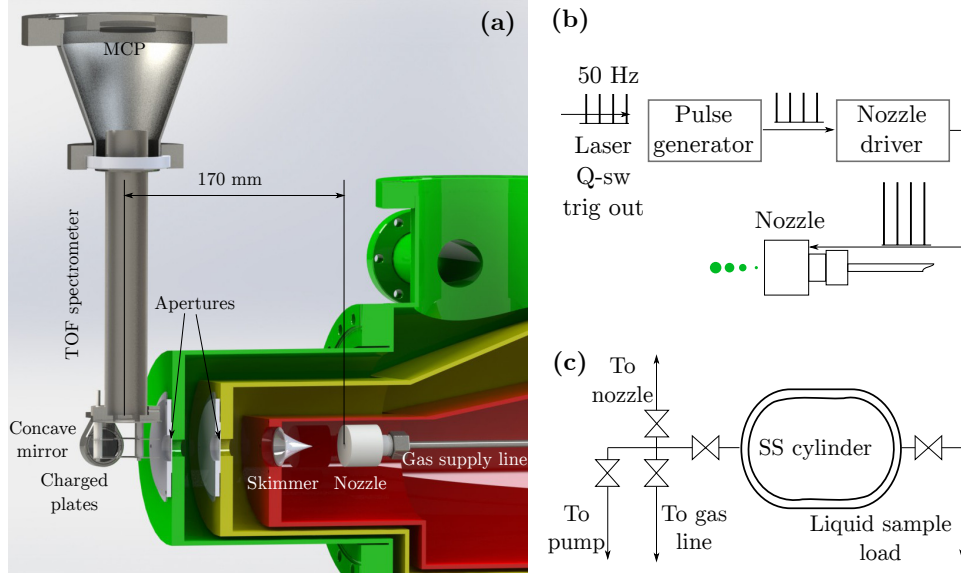 (a)
MCP
170 mm
TOF spectrometer
Apertures
Concave
mirror
Charged
plates
Skimmer
Nozzle
Gas supply line
(b)
50 Hz
Laser
Q-sw
trig out
Pulse
generator
Nozzle
driver
Nozzle
(c)
To
nozzle
SS cylinder
To
pump
To gas
line
Liquid sample
load